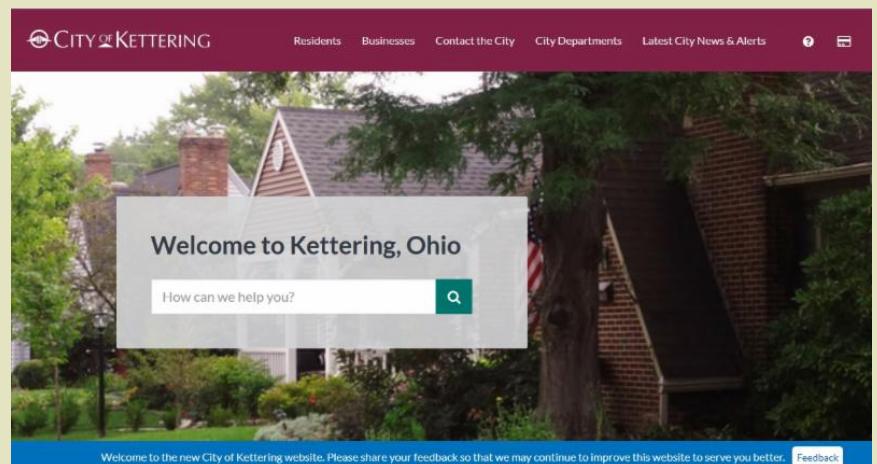 CITY OF KETTERING
Residents Businesses Contact the City City Departments Latest City News & Alerts ?
Welcome to Kettering, Ohio
How can we help you?
Welcome to the new City of Kettering website. Please share your feedback so that we may continue to improve this website to serve you better. Feedback